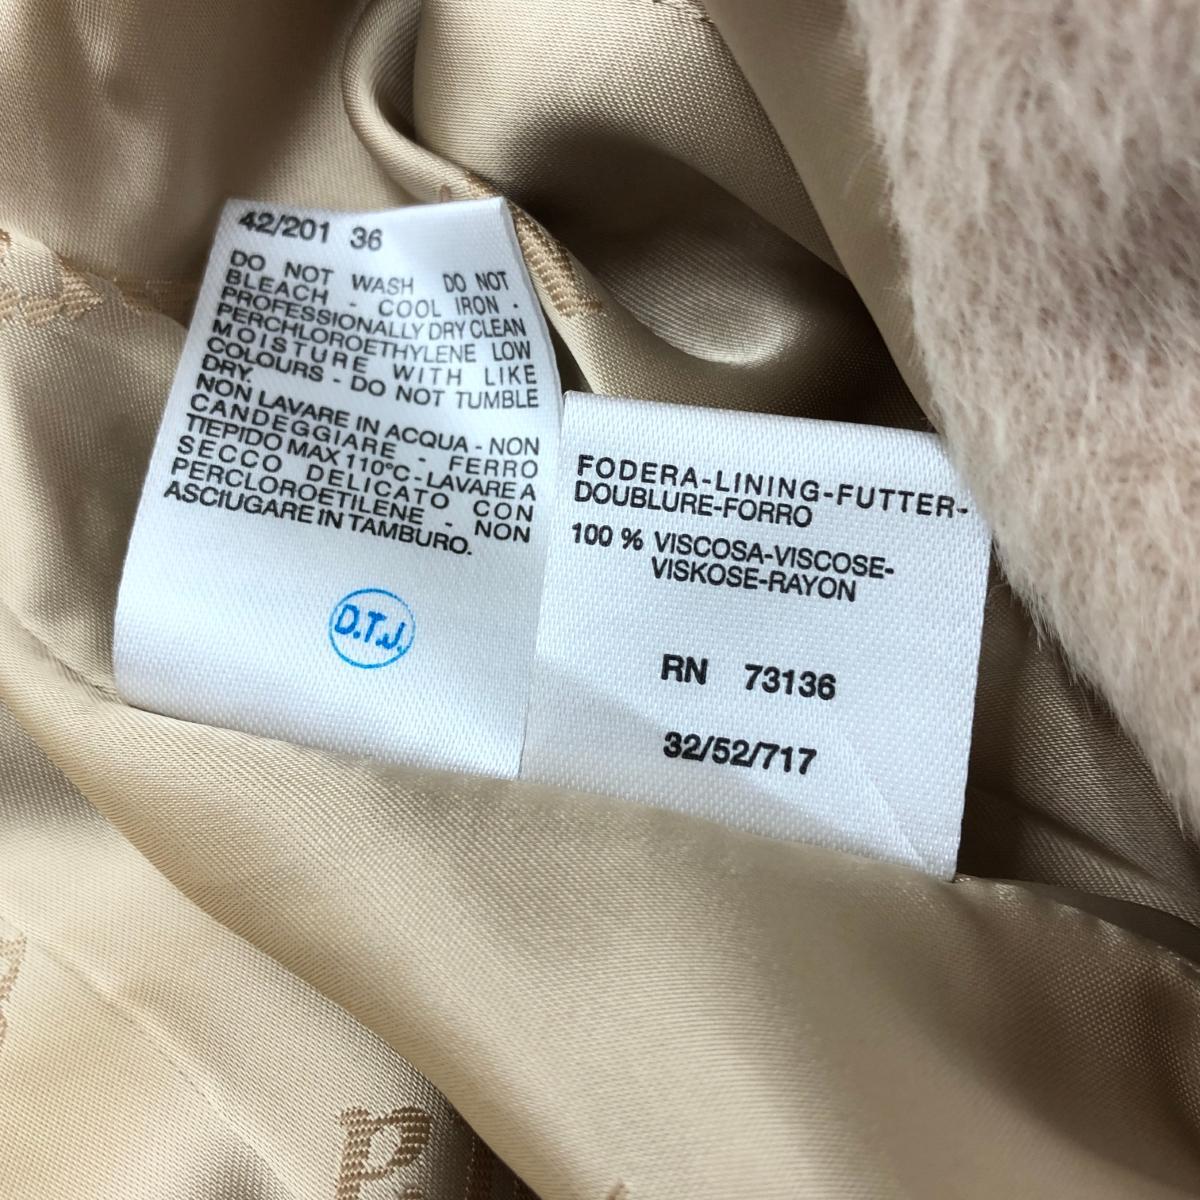 42/201 36
DO NOT WASH DO NOT
BLEACH - COOL IRON -
PROFESSIONALLY DRY CLEAN
PERCHLOROETHYLENE LOW
MOISTURE WITH LIKE
COLOURS - DO NOT TUMBLE
DRY.
NON LAVARE IN ACQUA - NON
CANDEGGIARE - FERRO
TIEPIDO MAX 110°C - LAVARE A
SECCO DELICATO CON
PERCLOROETILENE - NON
ASCIUGARE IN TAMBURO.
D.T.J.
FODERA-LINING-FUTTER-
DOUBLURE-FORRO
100 % VISCOSA-VISCOSE-
VISKOSE-RAYON
RN 73136
32/52/717